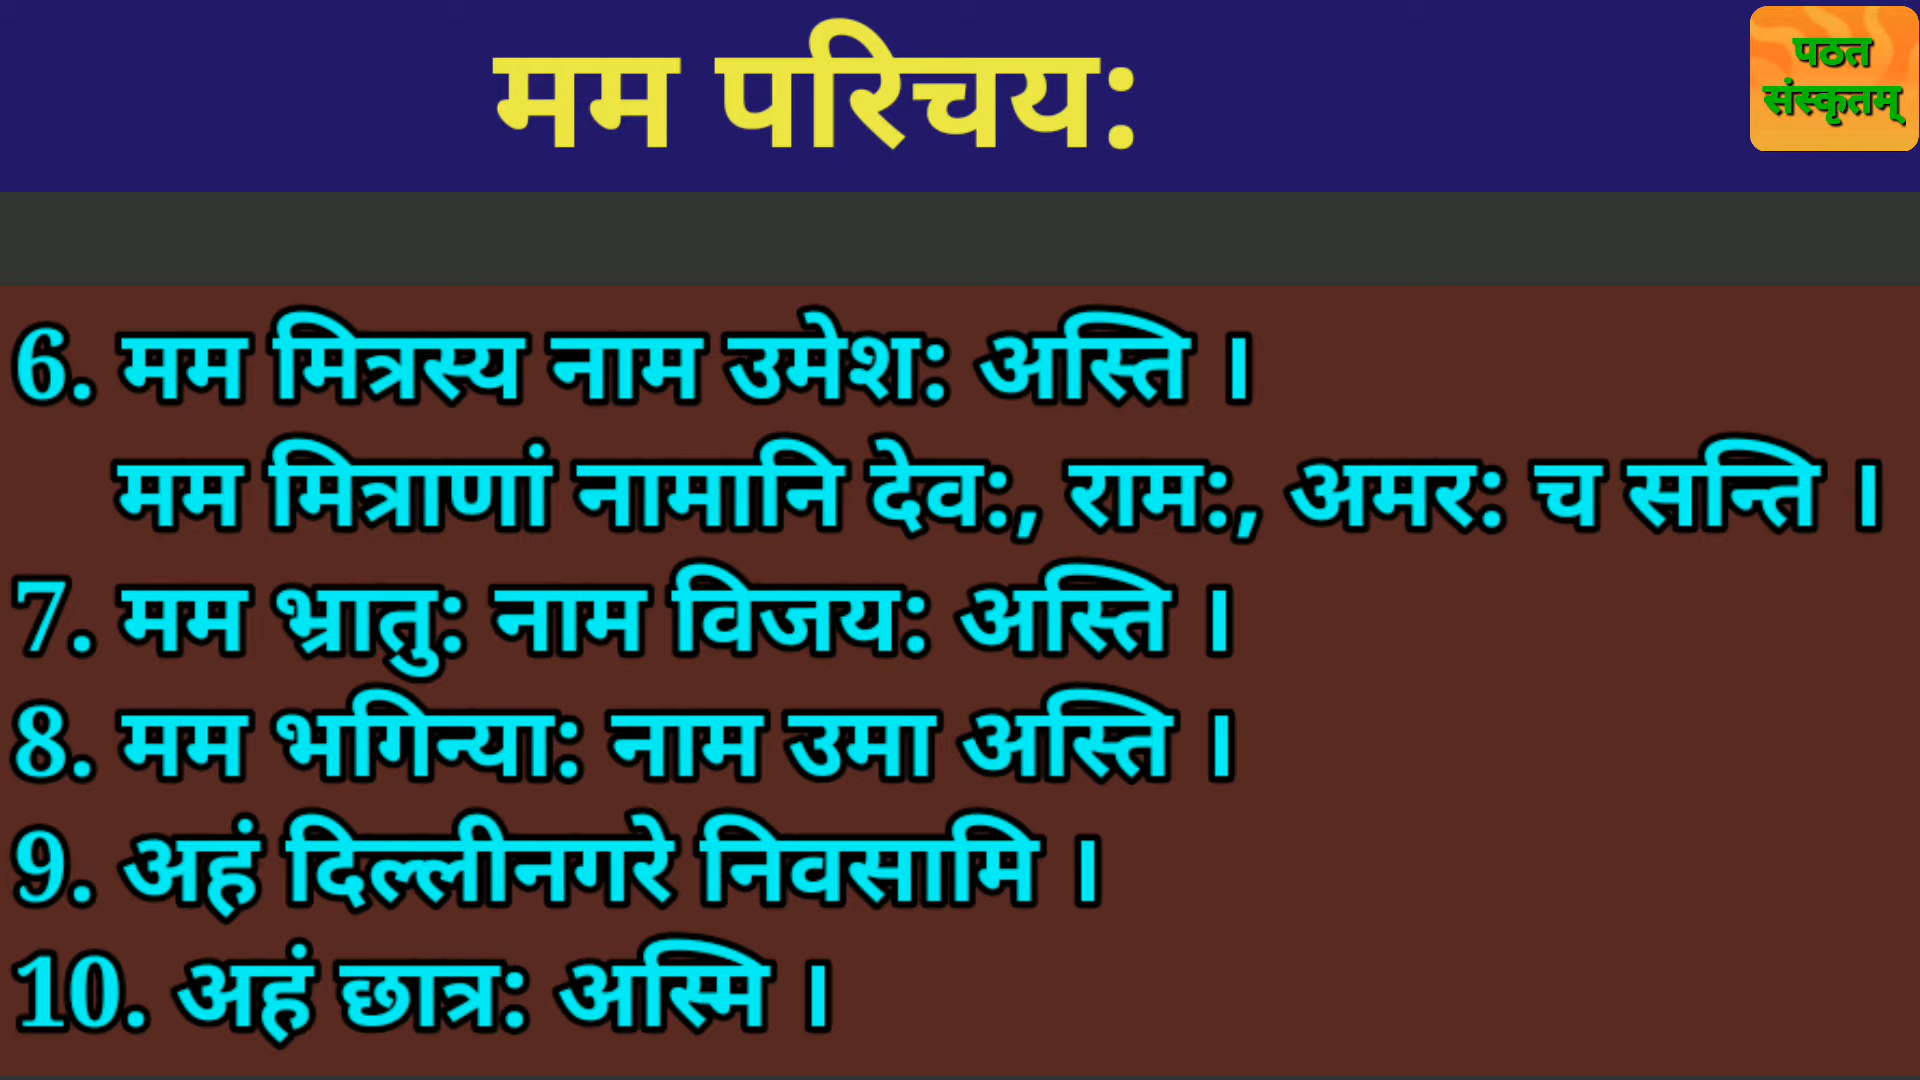 मम परिचय:
पठत
संस्कृतम्
6. मम मित्रस्य नाम उमेश: अस्ति ।
मम मित्राणां नामानि देव:, राम:, अमर: च सन्ति ।
7. मम भ्रातु: नाम विजय: अस्ति ।
8. मम भगिन्या: नाम उमा अस्ति ।
9. अहं दिल्लीनगरे निवसामि ।
10. अहं छात्र: अस्मि ।